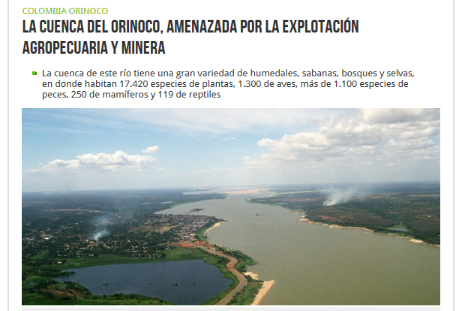 COLOMBIA ORINOCO
LA CUENCA DEL ORINOCO, AMENAZADA POR LA EXPLOTACIÓN
AGROPECUARIA Y MINERA
La cuenca de este río tiene una gran variedad de humedales, sabanas, bosques y selvas,
en donde habitan 17.420 especies de plantas, 1.300 de aves, más de 1.100 especies de
peces, 250 de mamíferos y 119 de reptiles